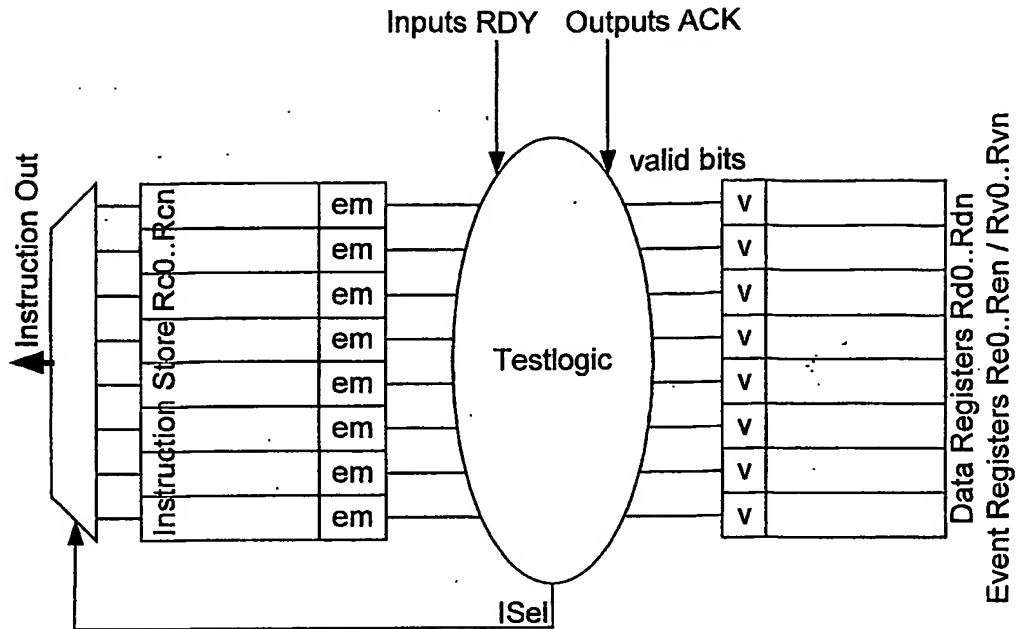 Inputs RDY Outputs ACK
valid bits
Instruction Out
Instruction Store Rc0..Rcn
em
em
em
em
em
em
em
em
Testlogic
v
v
v
v
v
v
v
v
Data Registers Rd0..Rdn
Event Registers Re0..Ren / Rv0..Rvn
ISel